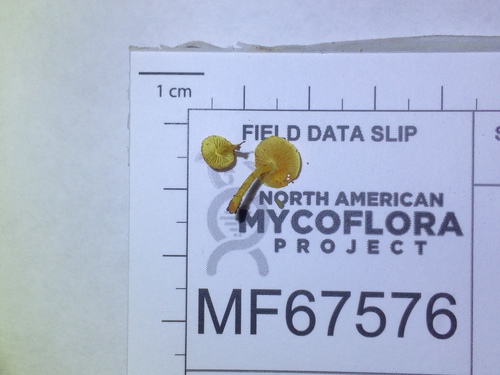 1 cm
FIELD DATA SLIP
NORTH AMERICAN
MYCOFLORA
PROJECT
MF67576